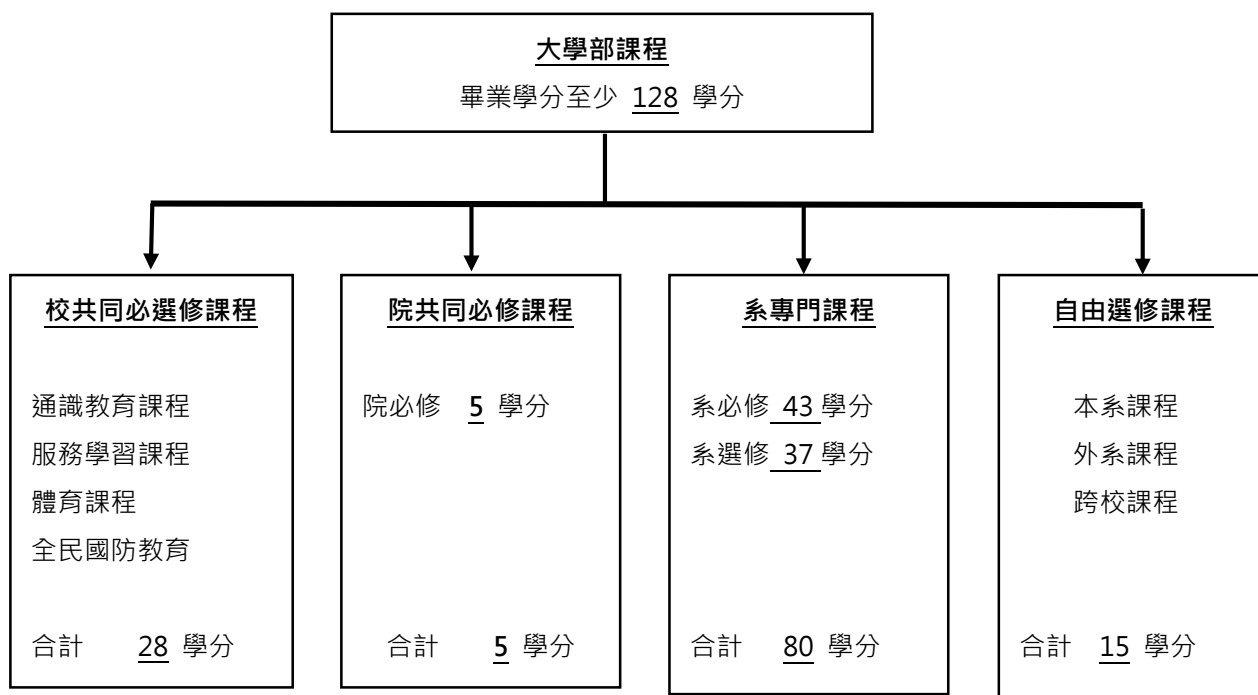 大學部課程
畢業學分至少 128 學分
校共同必選修課程
通識教育課程
服務學習課程
體育課程
全民國防教育
合計 28 學分
院共同必修課程
院必修 5 學分
合計 5 學分
系專門課程
系必修 43 學分
系選修 37 學分
合計 80 學分
自由選修課程
本系課程
外系課程
跨校課程
合計 15 學分